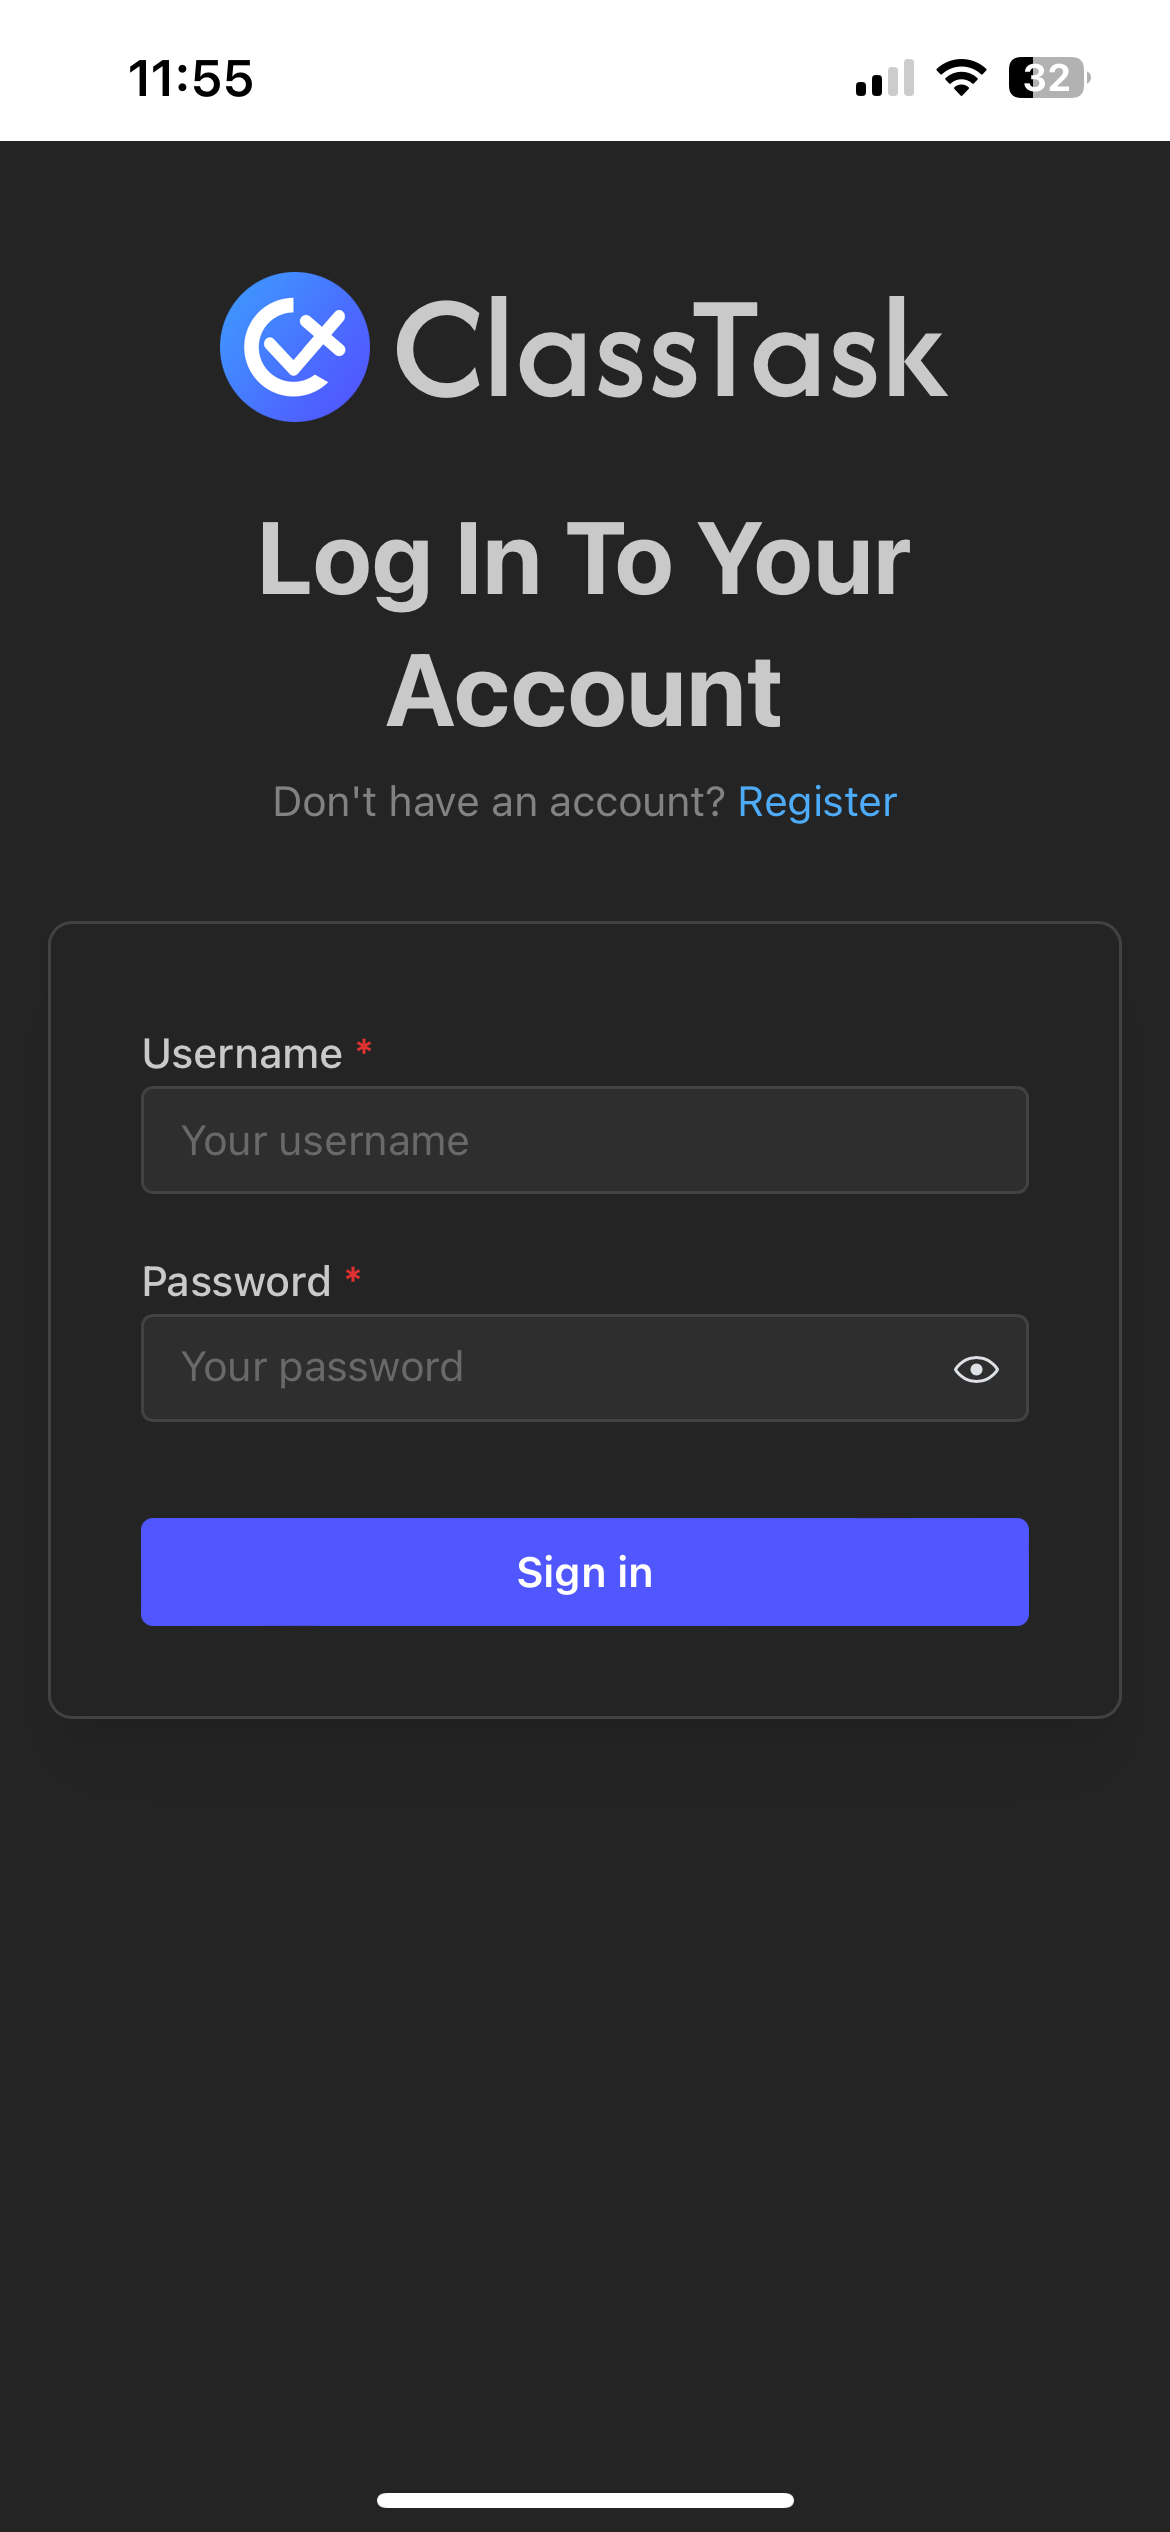 11:55
32
ClassTask
Log In To Your
Account
Don't have an account? Register
Username *
Your username
Password *
Your password
Sign in